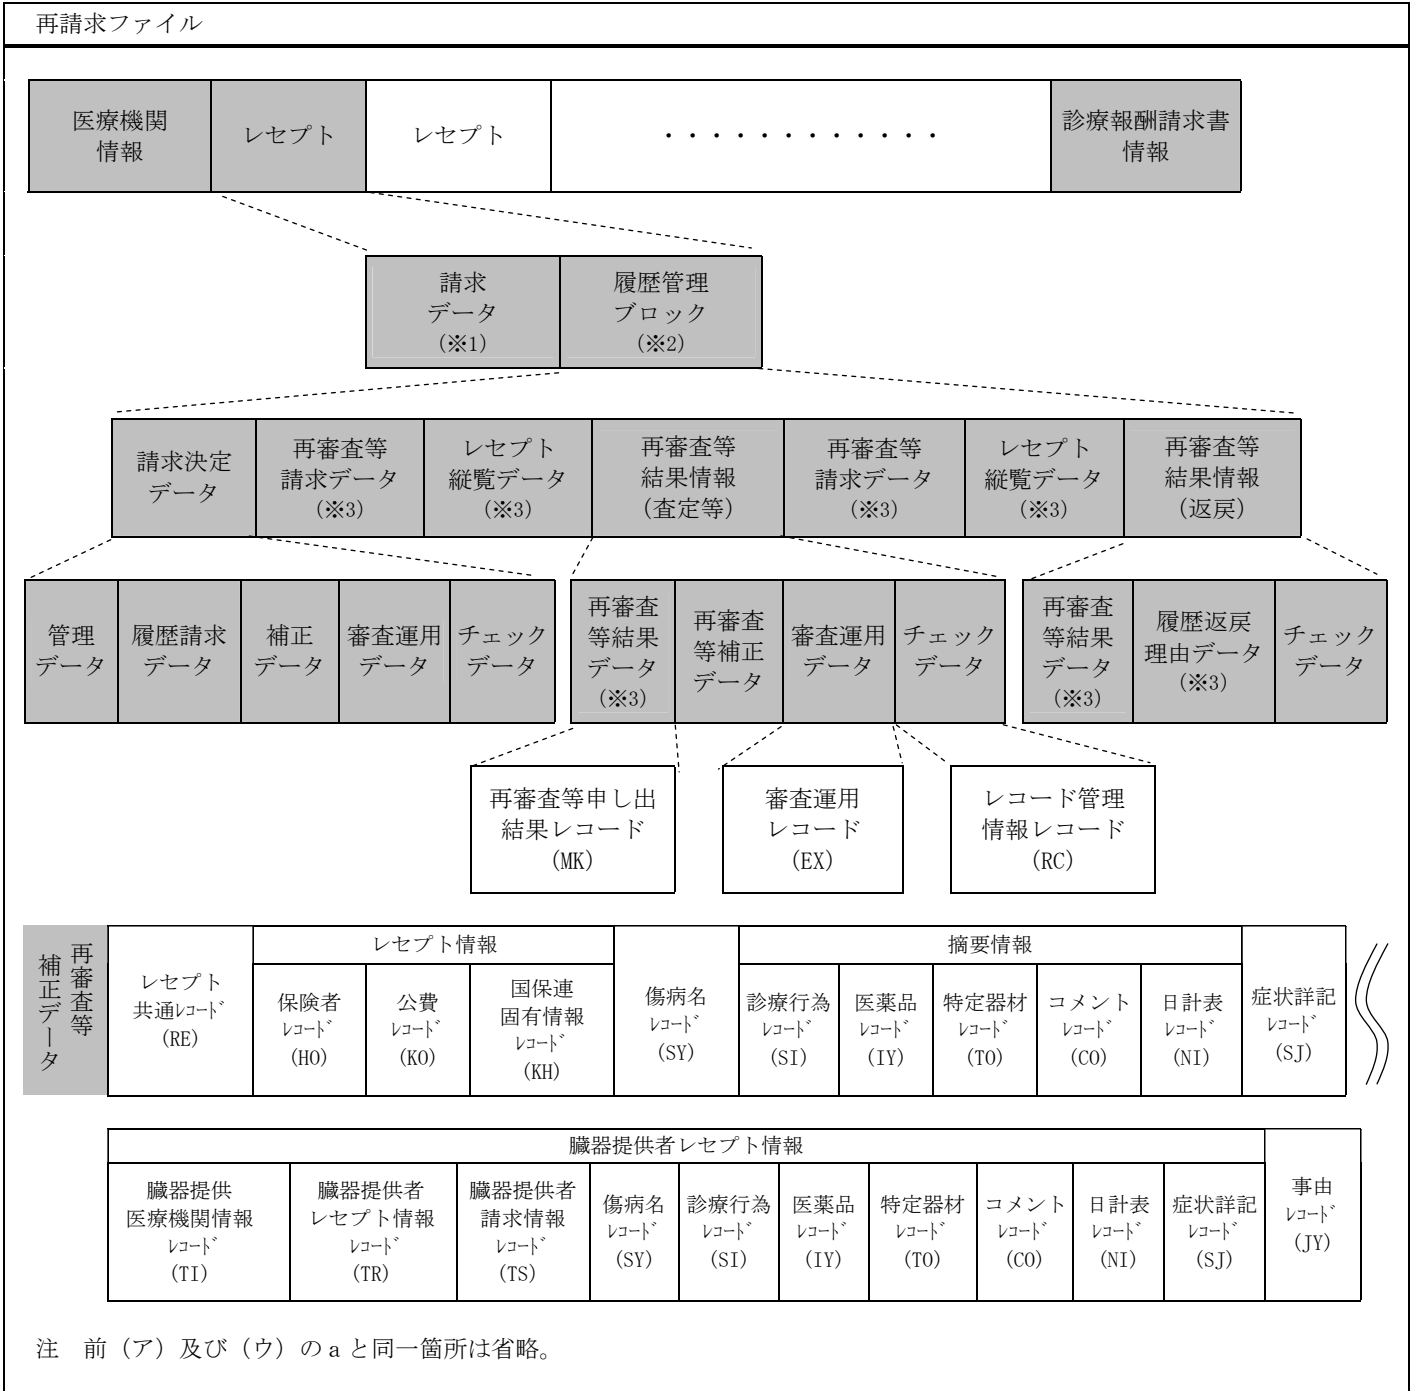 再請求ファイル
医療機関
情報
レセプト
レセプト
・・・・・・・・・・・・
診療報酬請求書
情報
請求
データ
(※1)
履歴管理
ブロック
(※2)
請求決定
データ
再審査等
請求データ
(※3)
レセプト
縦覧データ
(※3)
再審査等
結果情報
(査定等)
再審査等
請求データ
(※3)
レセプト
縦覧データ
(※3)
再審査等
結果情報
(返戻)
管理
データ
履歴請求
データ
補正
データ
審査運用
データ
チェック
データ
再審査
等結果
データ
(※3)
再審査
等補正
データ
審査運用
データ
チェック
データ
再審査
等結果
データ
(※3)
履歴返戻
理由データ
(※3)
チェック
データ
再審査等申し出
結果レコード
(MK)
審査運用
レコード
(EX)
レコード管理
情報レコード
(RC)
再審査等
補正データ
レセプト
共通ﾚｺｰﾄﾞ
(RE)
レセプト情報
保険者
ﾚｺｰﾄﾞ
(HO)
公費
ﾚｺｰﾄﾞ
(KO)
国保連
固有情報
ﾚｺｰﾄﾞ
(KH)
傷病名
ﾚｺｰﾄﾞ
(SY)
摘要情報
診療行為
ﾚｺｰﾄﾞ
(SI)
医薬品
ﾚｺｰﾄﾞ
(IY)
特定器材
ﾚｺｰﾄﾞ
(TO)
コメント
ﾚｺｰﾄﾞ
(CO)
日計表
ﾚｺｰﾄﾞ
(NI)
症状詳記
ﾚｺｰﾄﾞ
(SJ)
臓器提供者レセプト情報
臓器提供
医療機関情報
ﾚｺｰﾄﾞ
(TI)
臓器提供者
レセプト情報
ﾚｺｰﾄﾞ
(TR)
臓器提供者
請求情報
ﾚｺｰﾄﾞ
(TS)
傷病名
ﾚｺｰﾄﾞ
(SY)
診療行為
ﾚｺｰﾄﾞ
(SI)
医薬品
ﾚｺｰﾄﾞ
(IY)
特定器材
ﾚｺｰﾄﾞ
(TO)
コメント
ﾚｺｰﾄﾞ
(CO)
日計表
ﾚｺｰﾄﾞ
(NI)
症状詳記
ﾚｺｰﾄﾞ
(SJ)
事由
ﾚｺｰﾄﾞ
(JY)
注　前（ア）及び（ウ）のａと同一箇所は省略。